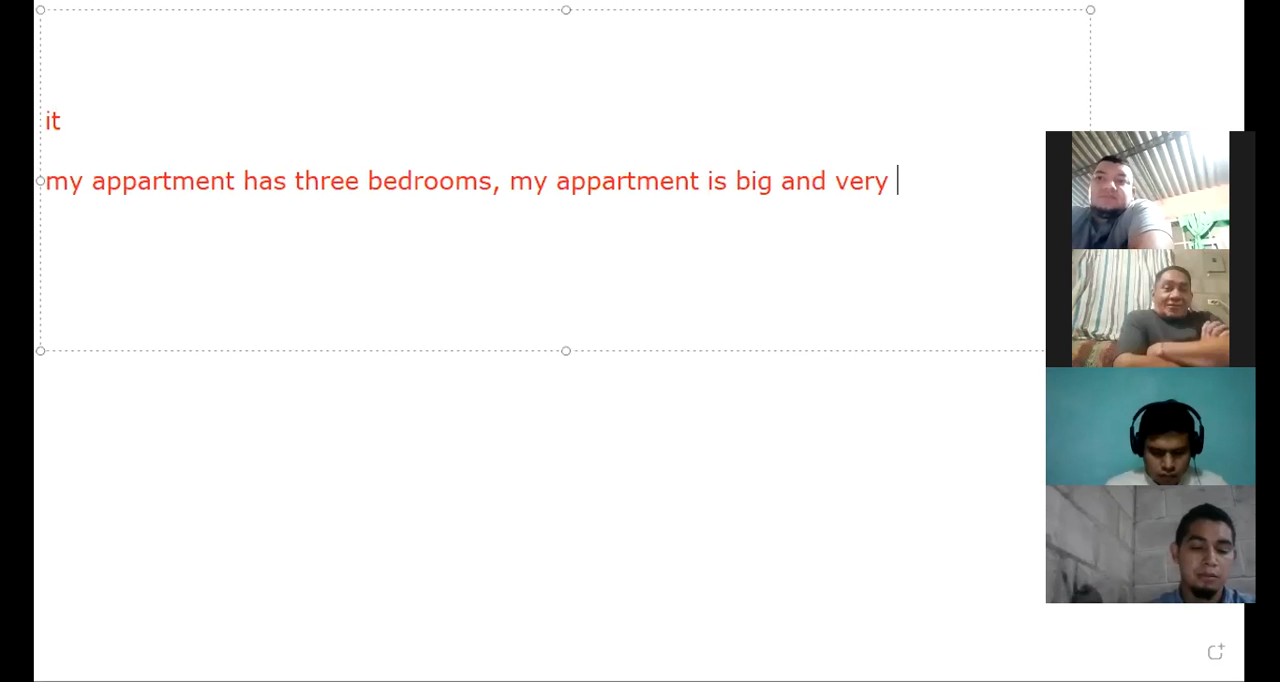 it
my appartment has three bedrooms, my appartment is big and very